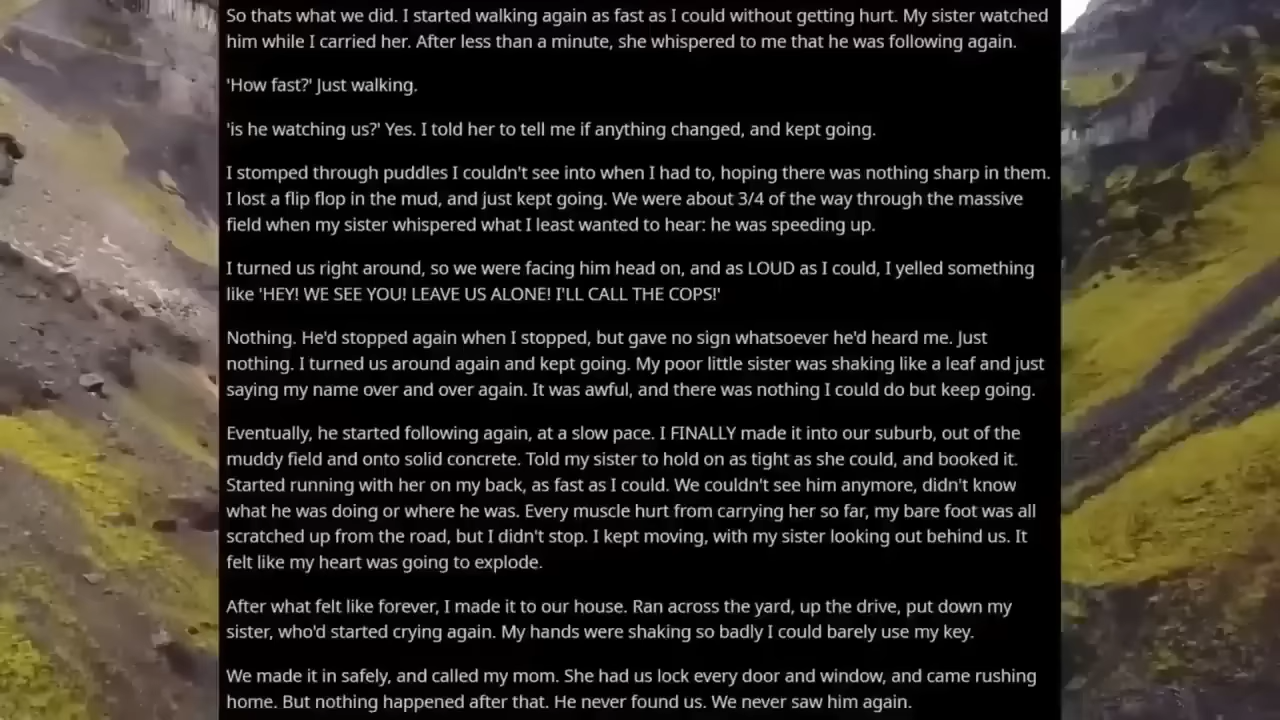 So thats what we did. I started walking again as fast as I could without getting hurt. My sister watched
him while I carried her. After less than a minute, she whispered to me that he was following again.
'How fast?' Just walking.
'is he watching us?' Yes. I told her to tell me if anything changed, and kept going.
I stomped through puddles I couldn't see into when I had to, hoping there was nothing sharp in them.
I lost a flip flop in the mud, and just kept going. We were about 3/4 of the way through the massive
field when my sister whispered what I least wanted to hear: he was speeding up.
I turned us right around, so we were facing him head on, and as LOUD as I could, I yelled something
like 'HEY! WE SEE YOU! LEAVE US ALONE! I'LL CALL THE COPS!'
Nothing. He'd stopped again when I stopped, but gave no sign whatsoever he'd heard me. Just
nothing. I turned us around again and kept going. My poor little sister was shaking like a leaf and just
saying my name over and over again. It was awful, and there was nothing I could do but keep going.
Eventually, he started following again, at a slow pace. I FINALLY made it into our suburb, out of the
muddy field and onto solid concrete. Told my sister to hold on as tight as she could, and booked it.
Started running with her on my back, as fast as I could. We couldn't see him anymore, didn't know
what he was doing or where he was. Every muscle hurt from carrying her so far, my bare foot was all
scratched up from the road, but I didn't stop. I kept moving, with my sister looking out behind us. It
felt like my heart was going to explode.
After what felt like forever, I made it to our house. Ran across the yard, up the drive, put down my
sister, who'd started crying again. My hands were shaking so badly I could barely use my key.
We made it in safely, and called my mom. She had us lock every door and window, and came rushing
home. But nothing happened after that. He never found us. We never saw him again.